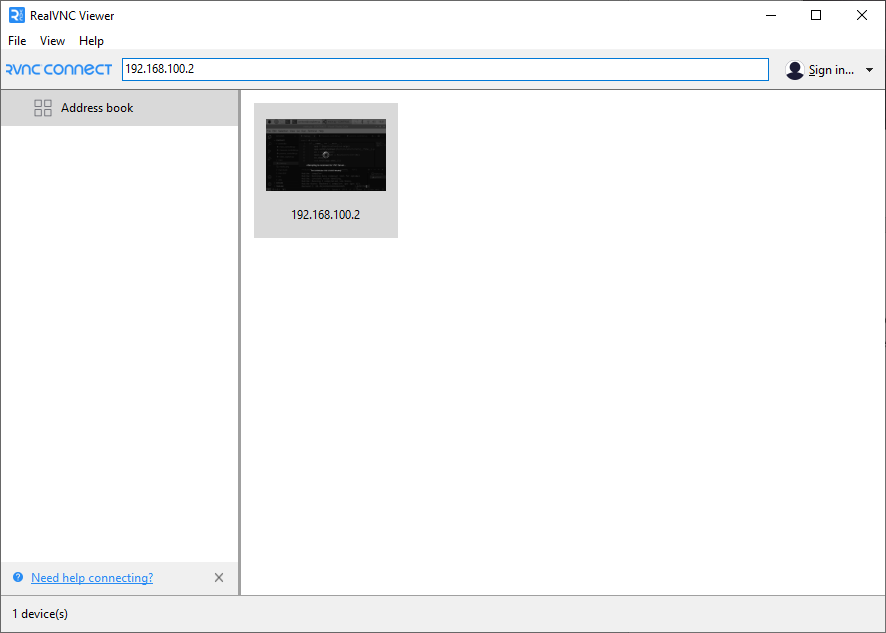 RealVNC Viewer
File View Help
RVNC CONNECT 192.168.100.2 Sign in...
Address book
192.168.100.2
Need help connecting?
1 device(s)